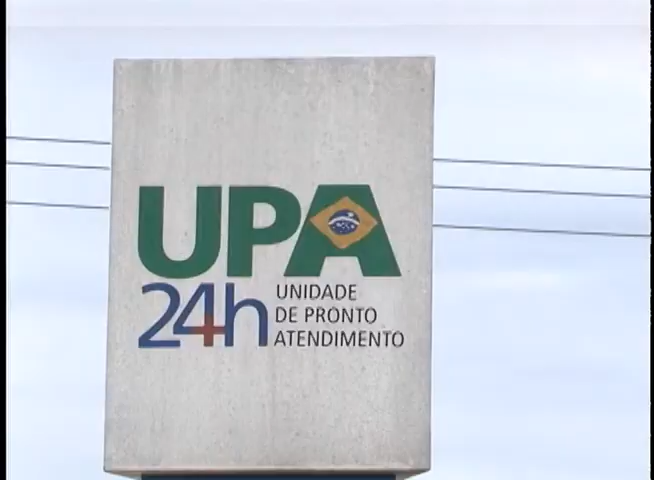 UPA
24h
UNIDADE
DE PRONTO
ATENDIMENTO